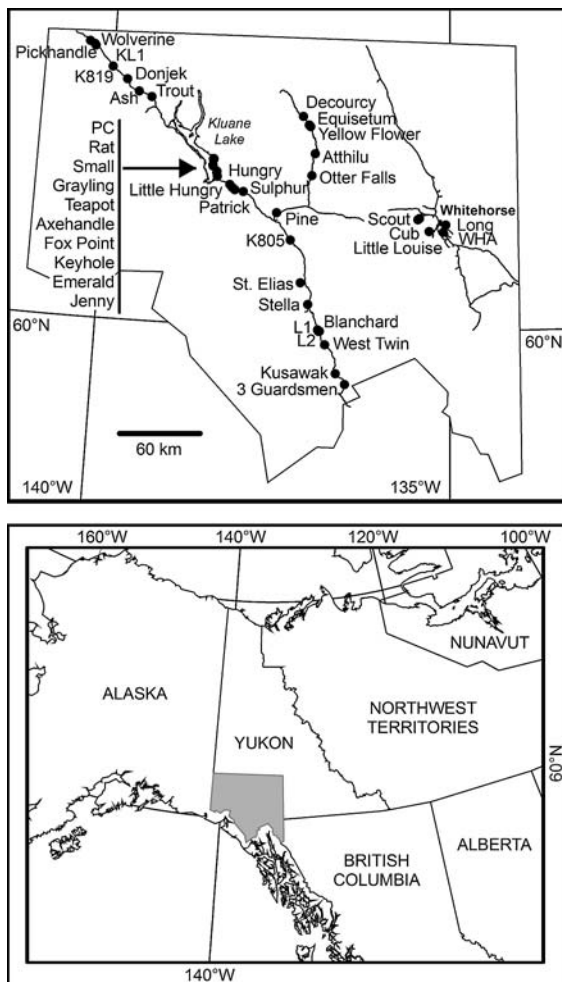 Wolverine
Pickhandle
KL1
K819
Donjek
Ash
Trout
Kluane
Lake
PC
Rat
Small
Grayling
Teapot
Axehandle
Fox Point
Keyhole
Emerald
Jenny
Hungry
Little Hungry
Sulphur
Patrick
Decourcy
Equisetum
Yellow Flower
Atthilu
Otter Falls
Pine
Scout
Whitehorse
Long
Cub
WHA
Little Louise
K805
St. Elias
Stella
L1
Blanchard
L2
West Twin
Kusawak
3 Guardsmen
60°N
60°N
60 km
140°W
135°W
160°W
140°W
120°W
100°W
NUNAVUT
ALASKA
NORTHWEST
TERRITORIES
YUKON
60°N
BRITISH
COLUMBIA
ALBERTA
140°W